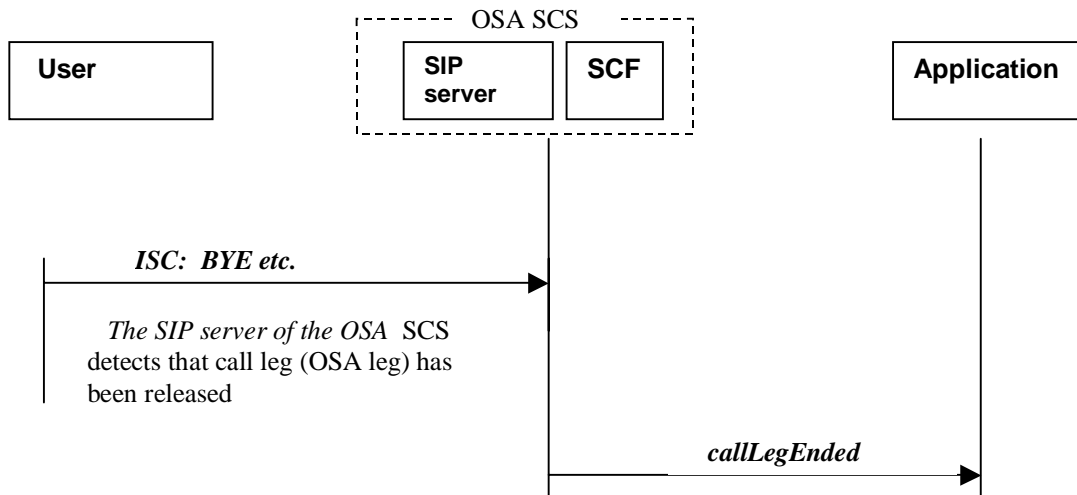 OSA SCS
User
SIP
server
SCF
Application
ISC: BYE etc.
The SIP server of the OSA SCS
detects that call leg (OSA leg) has
been released
callLegEnded